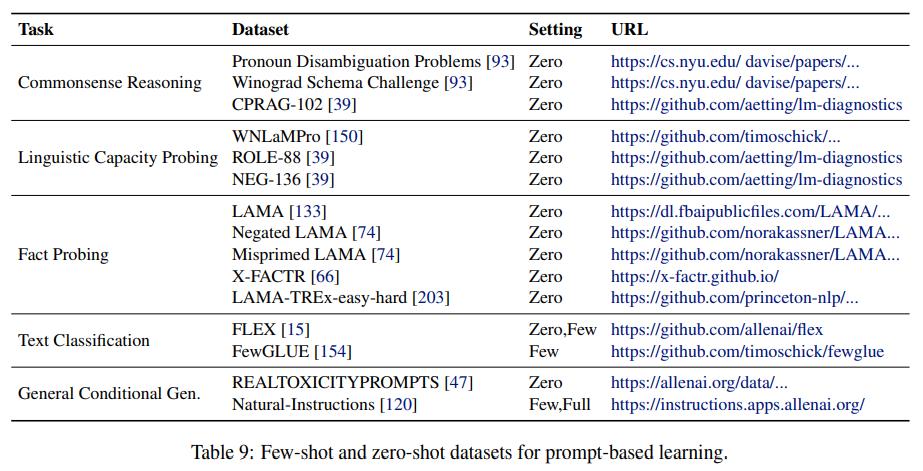 Task Dataset Setting URL
Pronoun Disambiguation Problems [93] Zero https://cs.nyu.edu/ davise/papers/...
Commonsense Reasoning Winograd Schema Challenge [93] Zero https://cs.nyu.edu/ davise/papers/...
CPRAG-102 [39] Zero https://github.com/aetting/lm-diagnostics
WNLaMPro [150] Zero https://github.com/timoschick/...
Linguistic Capacity Probing ROLE-88 [39] Zero https://github.com/aetting/lm-diagnostics
NEG-136 [39] Zero https://github.com/aetting/lm-diagnostics
LAMA [133] Zero https://dl.fbaipublicfiles.com/LAMA/...
Negated LAMA [74] Zero https://github.com/norakassner/LAMA...
Fact Probing Misprimed LAMA [74] Zero https://github.com/norakassner/LAMA...
X-FACTR [66] Zero https://x-factr.github.io/
LAMA-TREx-easy-hard [203] Zero https://github.com/princeton-nlp/...
Text Classification FLEX [15] Zero,Few https://github.com/allenai/flex
FewGLUE [154] Few https://github.com/timoschick/fewglue
General Conditional Gen. REALTOXICITYPROMPTS [47] Zero https://allenai.org/data/...
Natural-Instructions [120] Few,Full https://instructions.apps.allenai.org/
Table 9: Few-shot and zero-shot datasets for prompt-based learning.